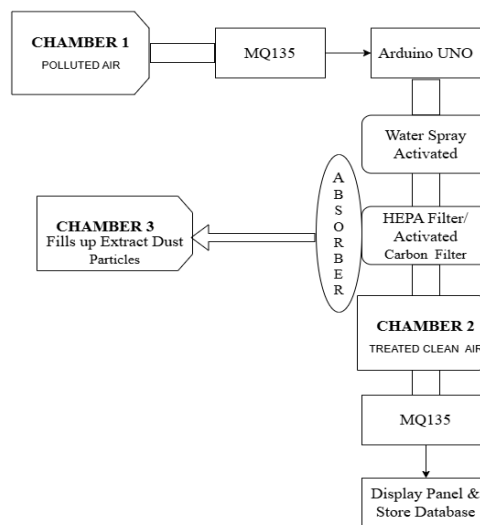 CHAMBER 1
POLLUTED AIR
MQ135
Arduino UNO
Water Spray
Activated
ABSORBER
HEPA Filter/
Activated
Carbon Filter
CHAMBER 3
Fills up Extract Dust
Particles
CHAMBER 2
TREATED CLEAN AIR
MQ135
Display Panel &
Store Database